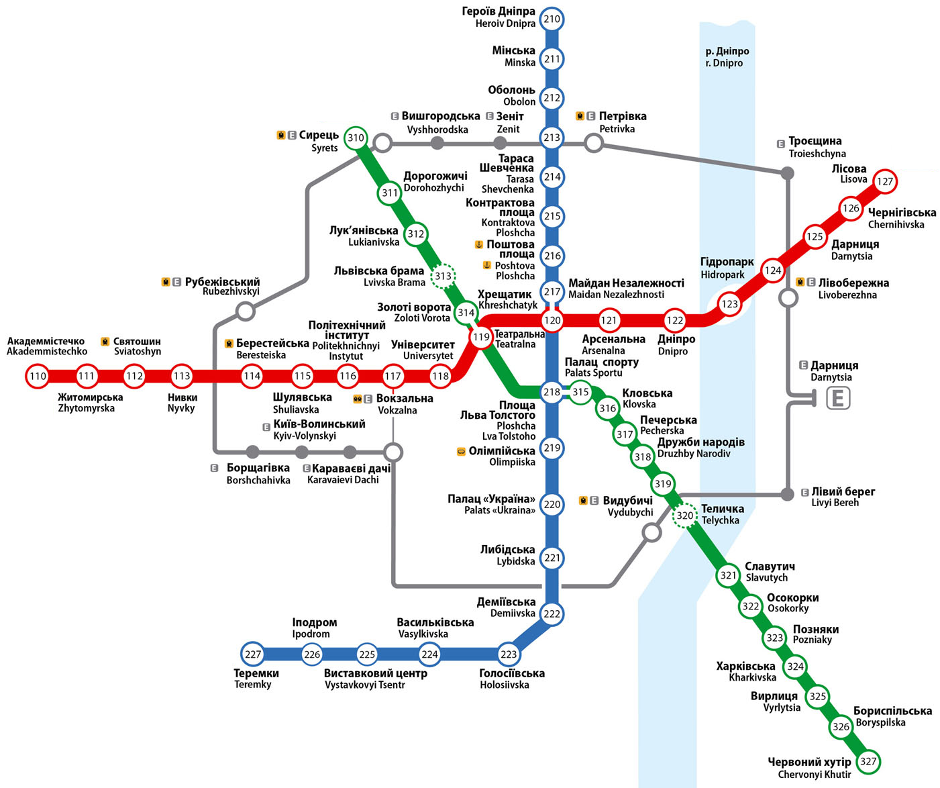 Героїв Дніпра
Heroiv Dnipra
210
Мінська
Minska
211
Оболонь
Obolon
212
213
Петрівка
Petrivka
E
Зеніт
Zenit
E
Вишгородська
Vyshhorodska
E
р. Дніпро
r. Dnipro
Троєщина
Troieshchyna
E
Сирець
Syrets
E
310
Тараса
Шевченка
Tarasa
Shevchenka
214
Контрактова
площа
Kontraktova
Ploshcha
215
Поштова
площа
Poshtova
Ploshcha
216
217
Майдан Незалежності
Maidan Nezalezhnosti
Дорогожичі
Dorohozhychi
311
Лук’янівська
Lukianivska
312
Львівська брама
Lvivska Brama
313
Золоті ворота
Zoloti Vorota
314
Хрещатик
Khreshchatyk
120
Театральна
Teatralna
119
Лісова
Lisova
127
Чернігівська
Chernihivska
126
Дарниця
Darnytsia
125
124
Лівобережна
Livoberezhna
E
Гідропарк
Hidropark
123
Дніпро
Dnipro
122
Арсенальна
Arsenalna
121
Рубежівський
Rubezhivskyi
E
Академмістечко
Akademmistechko
110
Житомирська
Zhytomyrska
111
Святошин
Sviatoshyn
112
Нивки
Nyvky
113
Берестейська
Beresteiska
114
Шулявська
Shuliavska
115
Політехнічний
інститут
Politekhnichnyi
Instytut
116
Вокзальна
Vokzalna
E
117
Університет
Universytet
118
Київ-Волинський
Kyiv-Volynskyi
E
Борщагівка
Borshchahivka
E
Караваєві дачі
Karavaievi Dachi
E
Площа
Льва Толстого
Ploshcha
Lva Tolstoho
218
Палац спорту
Palats Sportu
315
Кловська
Klovska
316
Печерська
Pecherska
317
Дружби народів
Druzhby Narodiv
318
319
Видубичі
Vydubychi
E
Теличка
Telychka
320
Дарниця
Darnytsia
E
E
Лівий берег
Livyi Bereh
E
Олімпійська
Olimpiiska
219
Палац «Україна»
Palats «Ukraina»
220
Либідська
Lybidska
221
Деміївська
Demiivska
222
Голосіївська
Holosiivska
223
Васильківська
Vasylkivska
224
Виставковий центр
Vystavkovyi Tsentr
225
Іподром
Ipodrom
226
Теремки
Teremky
227
Славутич
Slavutych
321
Осокорки
Osokorky
322
Позняки
Pozniaky
323
Харківська
Kharkivska
324
Вирлиця
Vyrlytsia
325
Бориспільська
Boryspilska
326
Червоний хутір
Chervonyi Khutir
327